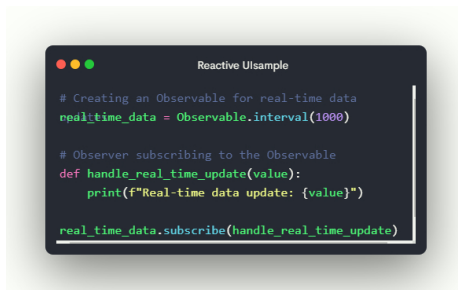 Reactive UIsample
# Creating an Observable for real-time data
real_time_data = Observable.interval(1000)
# Observer subscribing to the Observable
def handle_real_time_update(value):
print(f"Real-time data update: {value}")
real_time_data.subscribe(handle_real_time_update)